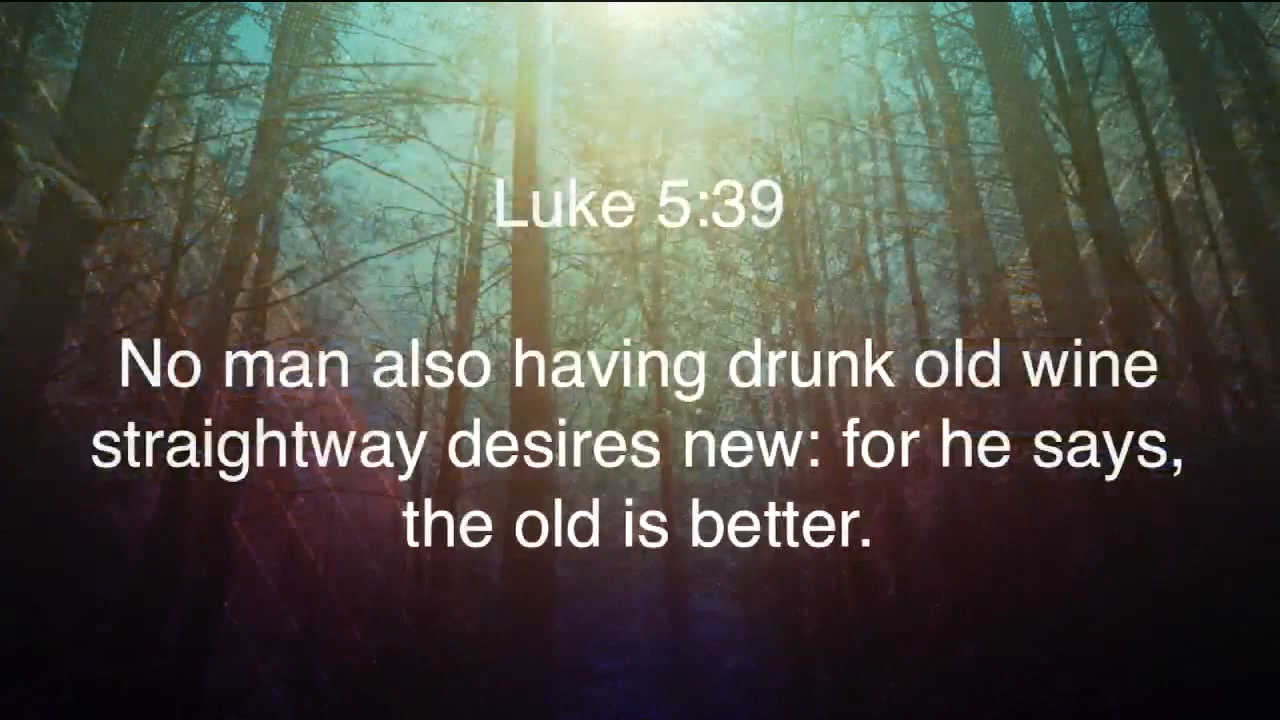 Luke 5:39
No man also having drunk old wine
straightway desires new: for he says,
the old is better.